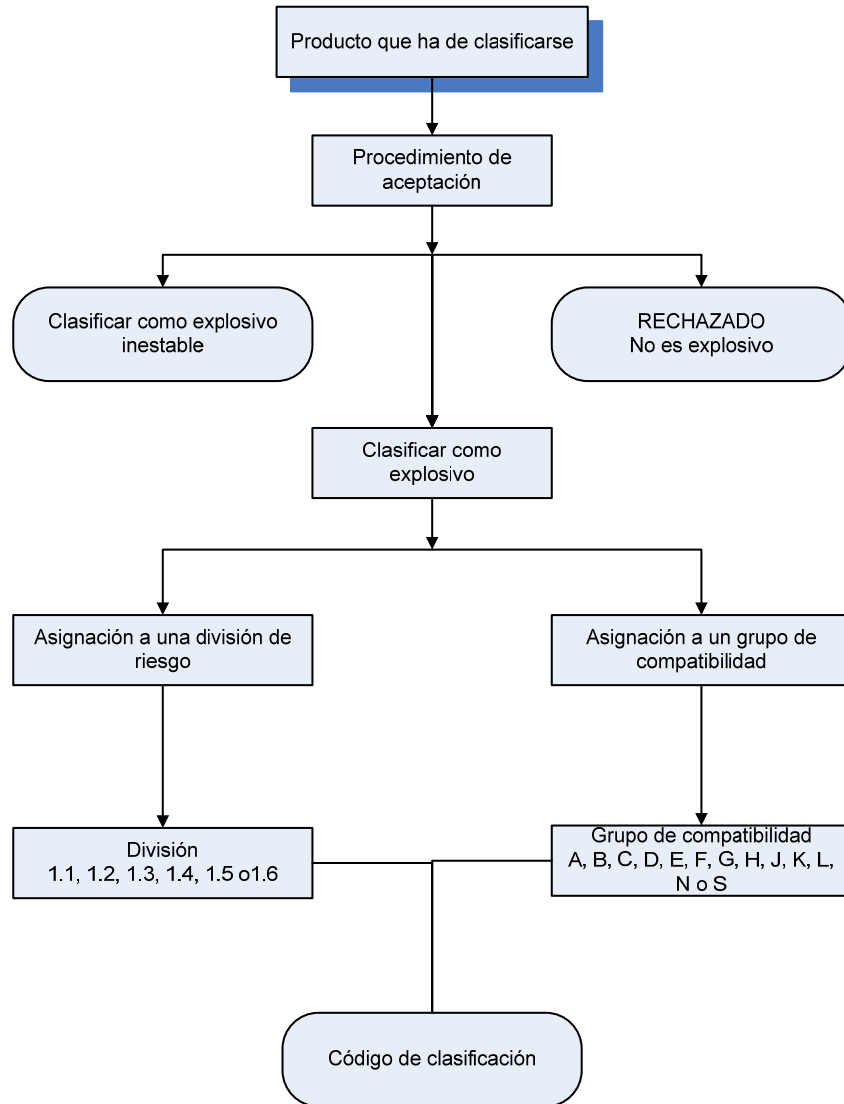 Producto que ha de clasificarse
Procedimiento de
aceptación
Clasificar como explosivo
inestable
RECHAZADO
No es explosivo
Clasificar como
explosivo
Asignación a una división de
riesgo
Asignación a un grupo de
compatibilidad
División
1.1, 1.2, 1.3, 1.4, 1.5 o1.6
Grupo de compatibilidad
A, B, C, D, E, F, G, H, J, K, L,
N o S
Código de clasificación